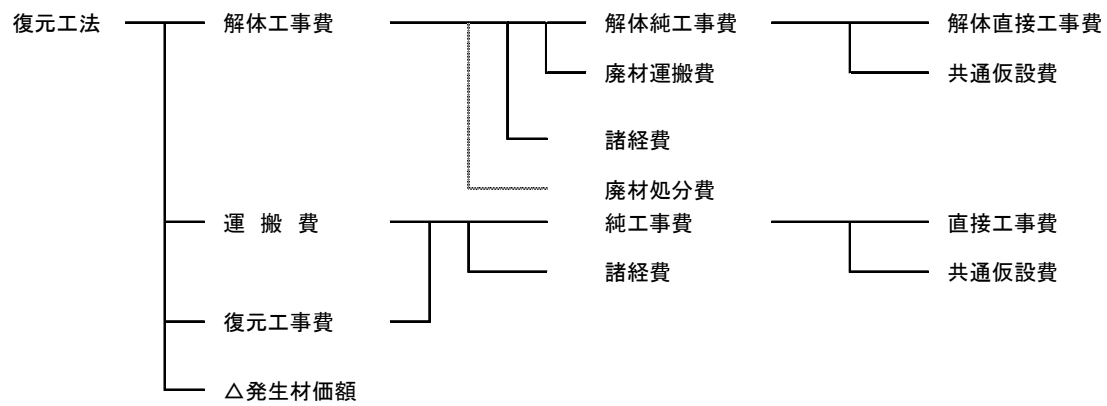 復元工法 解体工事費 解体純工事費 解体直接工事費
廃材運搬費 共通仮設費
諸経費
廃材処分費
運 搬 費 純工事費 直接工事費
諸経費 共通仮設費
復元工事費
△発生材価額